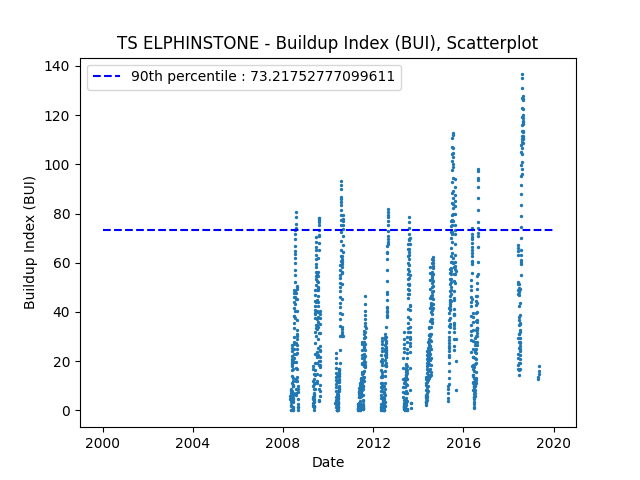 TS ELPHINSTONE - Buildup Index (BUI), Scatterplot
90th percentile : 73.21752777099611
Buildup Index (BUI)
140
120
100
80
60
40
20
0
2000 2004 2008 2012 2016 2020
Date